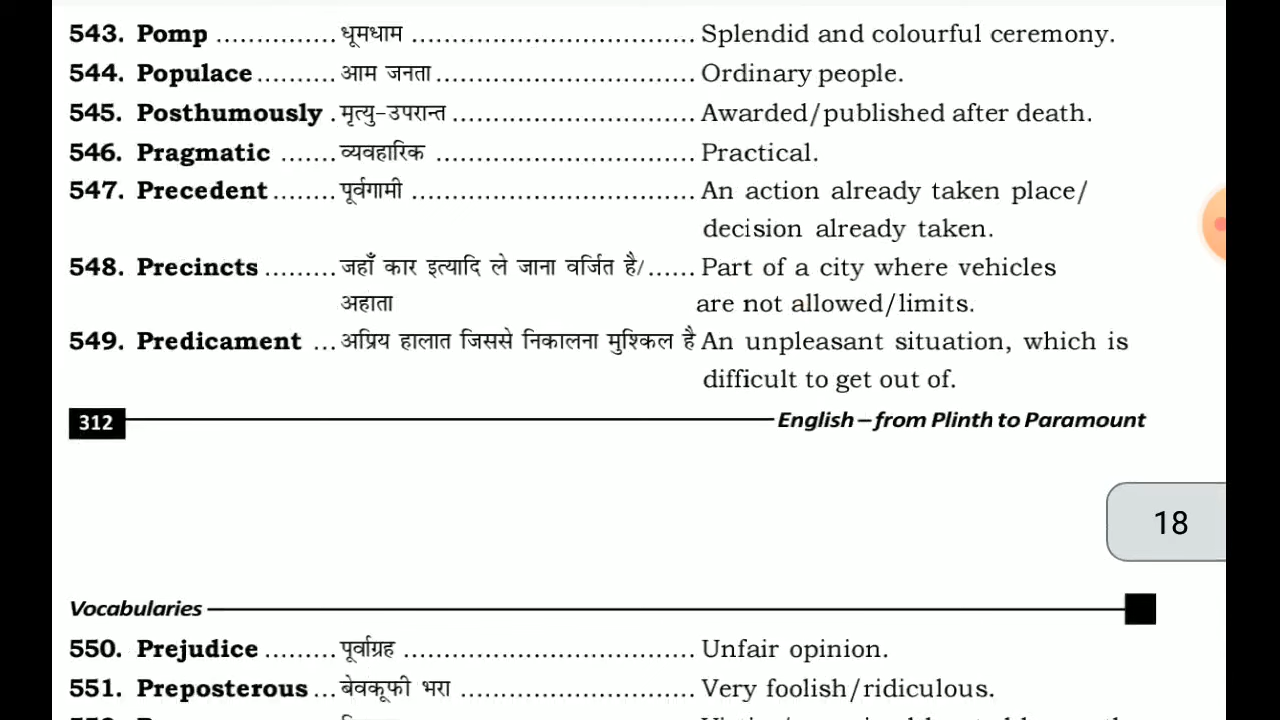 543. Pomp ............... धूमधाम ................................... Splendid and colourful ceremony.
544. Populace .......... आम जनता ................................ Ordinary people.
545. Posthumously . मृत्यु-उपरान्त .............................. Awarded/published after death.
546. Pragmatic ....... व्यवहारिक ................................ Practical.
547. Precedent ........ पूर्वगामी ................................... An action already taken place/
decision already taken.
548. Precincts ......... जहाँ कार इत्यादि ले जाना वर्जित है/...... Part of a city where vehicles
अहाता are not allowed/limits.
549. Predicament ... अप्रिय हालात जिससे निकालना मुश्किल है An unpleasant situation, which is
difficult to get out of.
312 English – from Plinth to Paramount
18
Vocabularies
550. Prejudice ......... पूर्वाग्रह .................................... Unfair opinion.
551. Preposterous ... बेवकूफी भरा ............................. Very foolish/ridiculous.